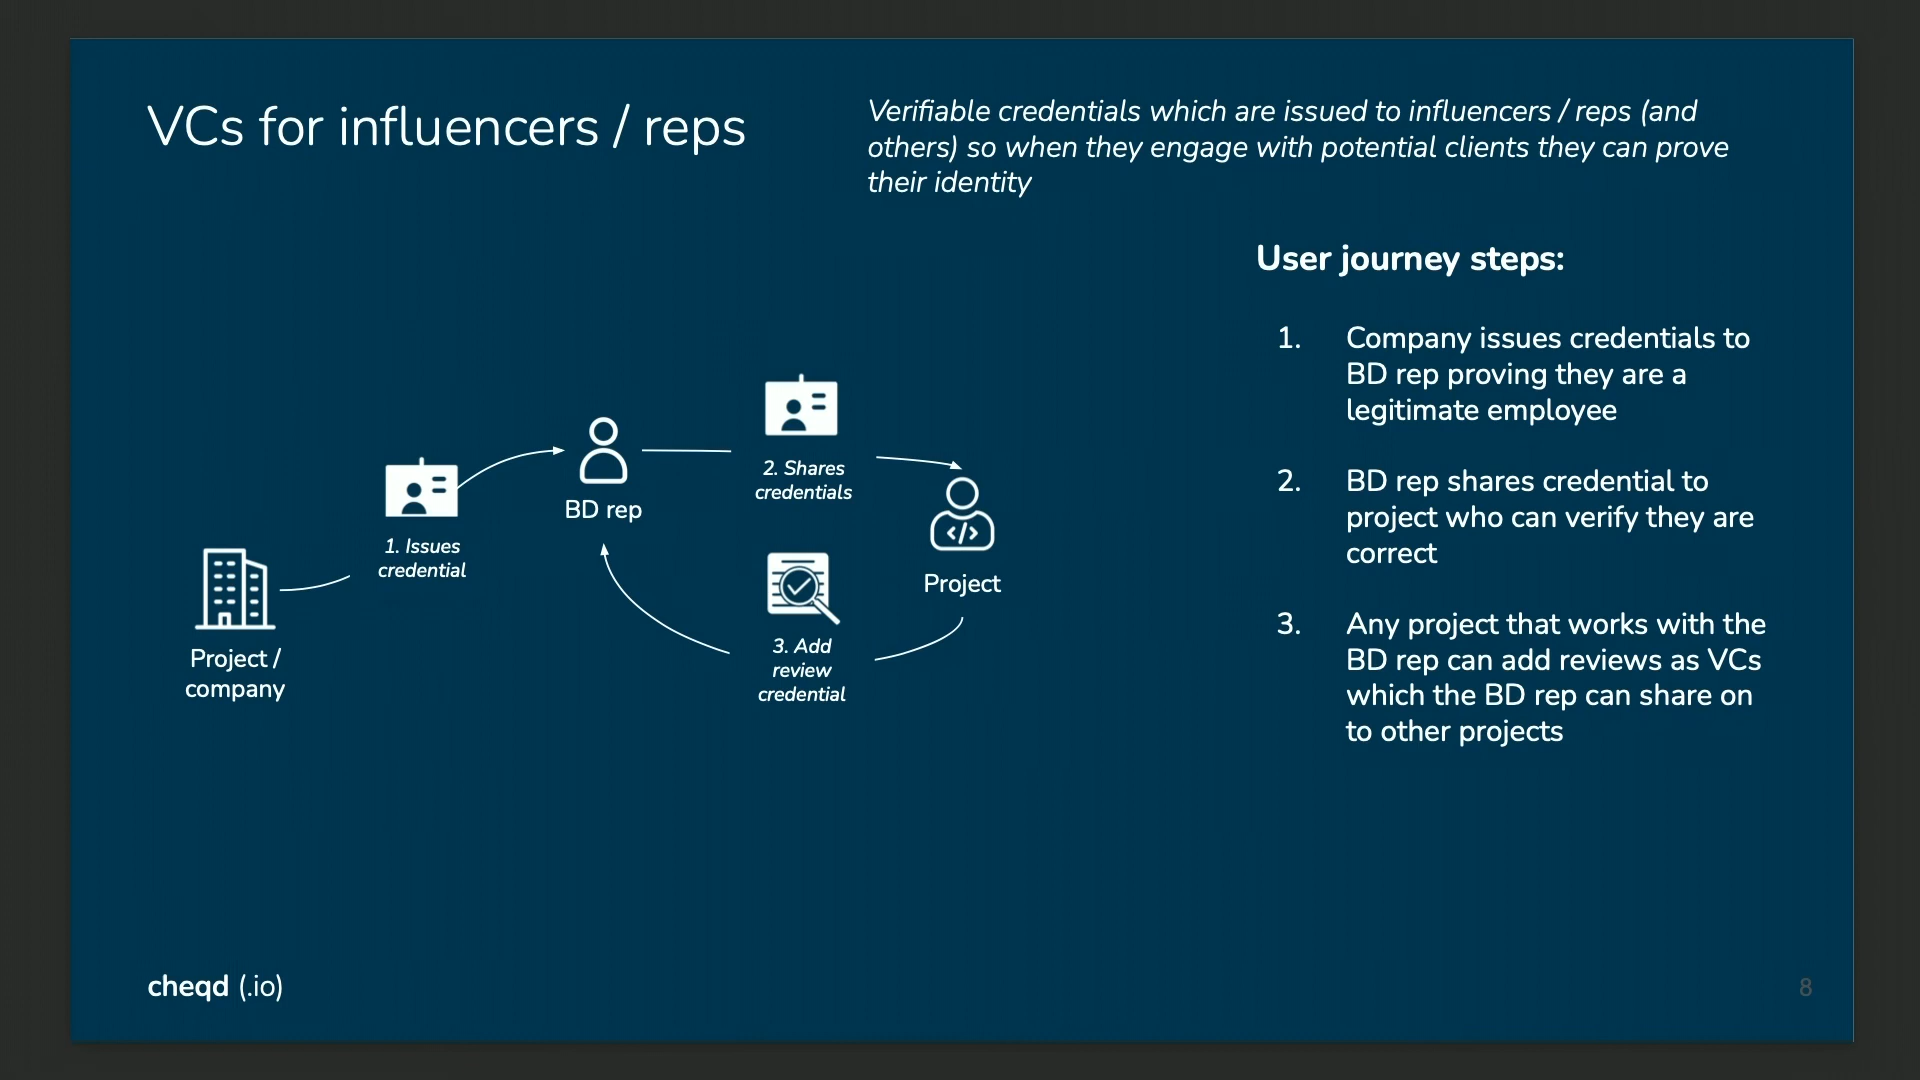 VCs for influencers / reps
Verifiable credentials which are issued to influencers / reps (and
others) so when they engage with potential clients they can prove
their identity
1. Issues
credential
Project /
company
BD rep
2. Shares
credentials
Project
3. Add
review
credential
User journey steps:
1. Company issues credentials to
BD rep proving they are a
legitimate employee
2. BD rep shares credential to
project who can verify they are
correct
3. Any project that works with the
BD rep can add reviews as VCs
which the BD rep can share on
to other projects
cheqd (.io)
8